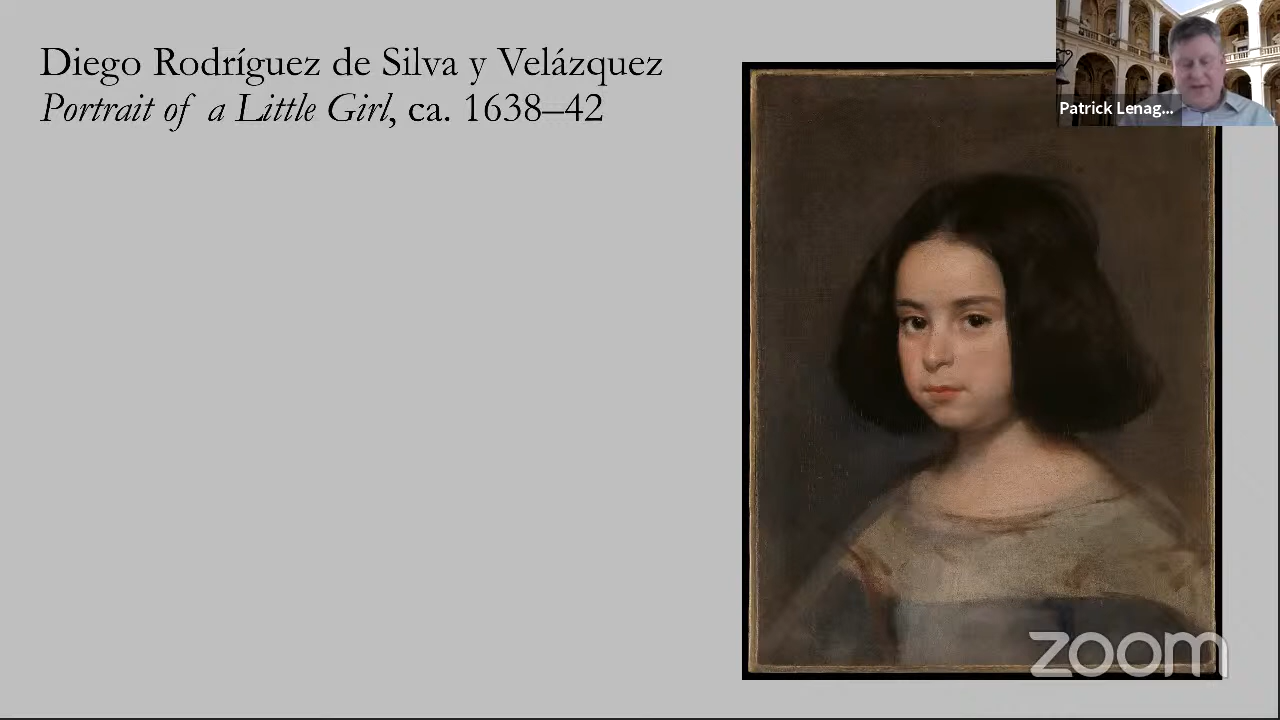 Diego Rodríguez de Silva y Velázquez
Portrait of a Little Girl, ca. 1638–42
Patrick Lenag...
zoom